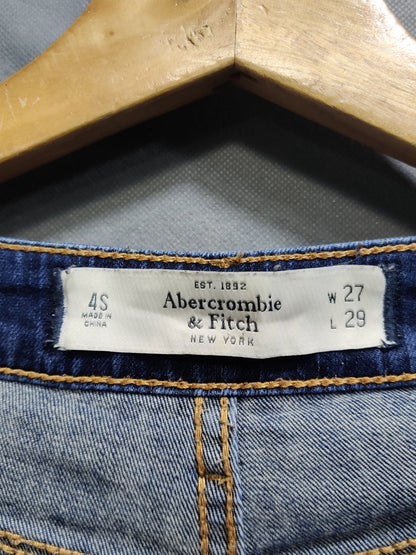 4S
MADE IN
CHINA
EST. 1892
Abercrombie
& Fitch
NEW YORK
W 27
L 29